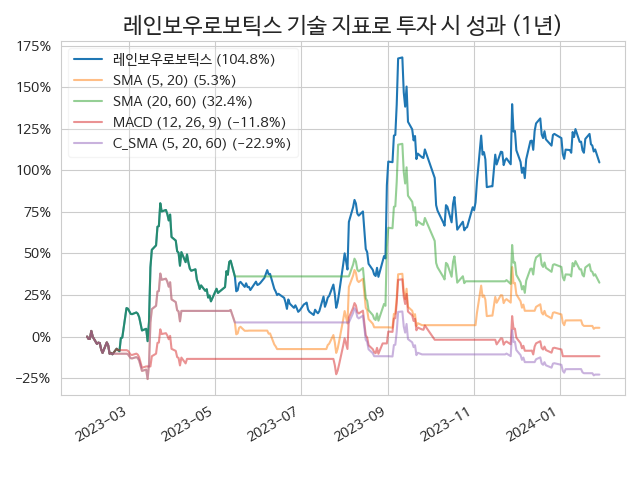 레인보우로보틱스 기술 지표로 투자 시 성과 (1년)
175%
150%
125%
100%
75%
50%
25%
0%
−25%
레인보우로보틱스 (104.8%)
SMA (5, 20) (5.3%)
SMA (20, 60) (32.4%)
MACD (12, 26, 9) (−11.8%)
C_SMA (5, 20, 60) (−22.9%)
2023-03
2023-05
2023-07
2023-09
2023-11
2024-01